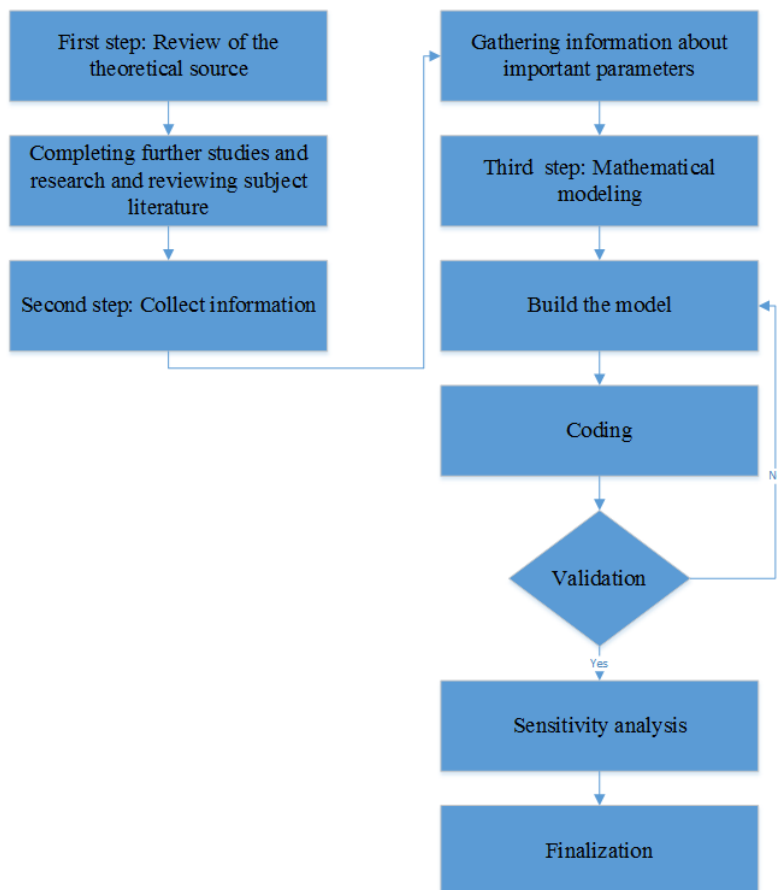 First step: Review of the
theoretical source
Completing further studies and
research and reviewing subject
literature
Second step: Collect information
Gathering information about
important parameters
Third step: Mathematical
modeling
Build the model
Coding
N
Validation
Yes
Sensitivity analysis
Finalization